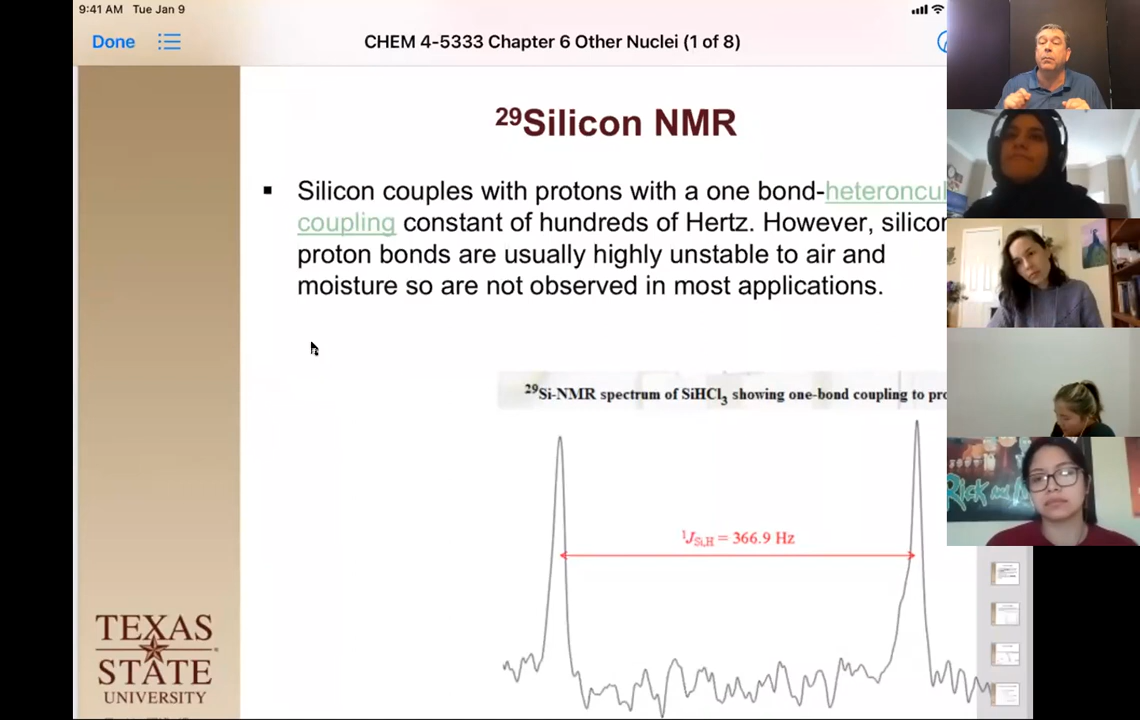 9:41 AM Tue Jan 9
Done
CHEM 4-5333 Chapter 6 Other Nuclei (1 of 8)
29Silicon NMR
▪ Silicon couples with protons with a one bond-heteroncul
coupling constant of hundreds of Hertz. However, silicon
proton bonds are usually highly unstable to air and
moisture so are not observed in most applications.
29Si-NMR spectrum of SiHCl3 showing one-bond coupling to pro
1JSi,H = 366.9 Hz
TEXAS
STATE
UNIVERSITY